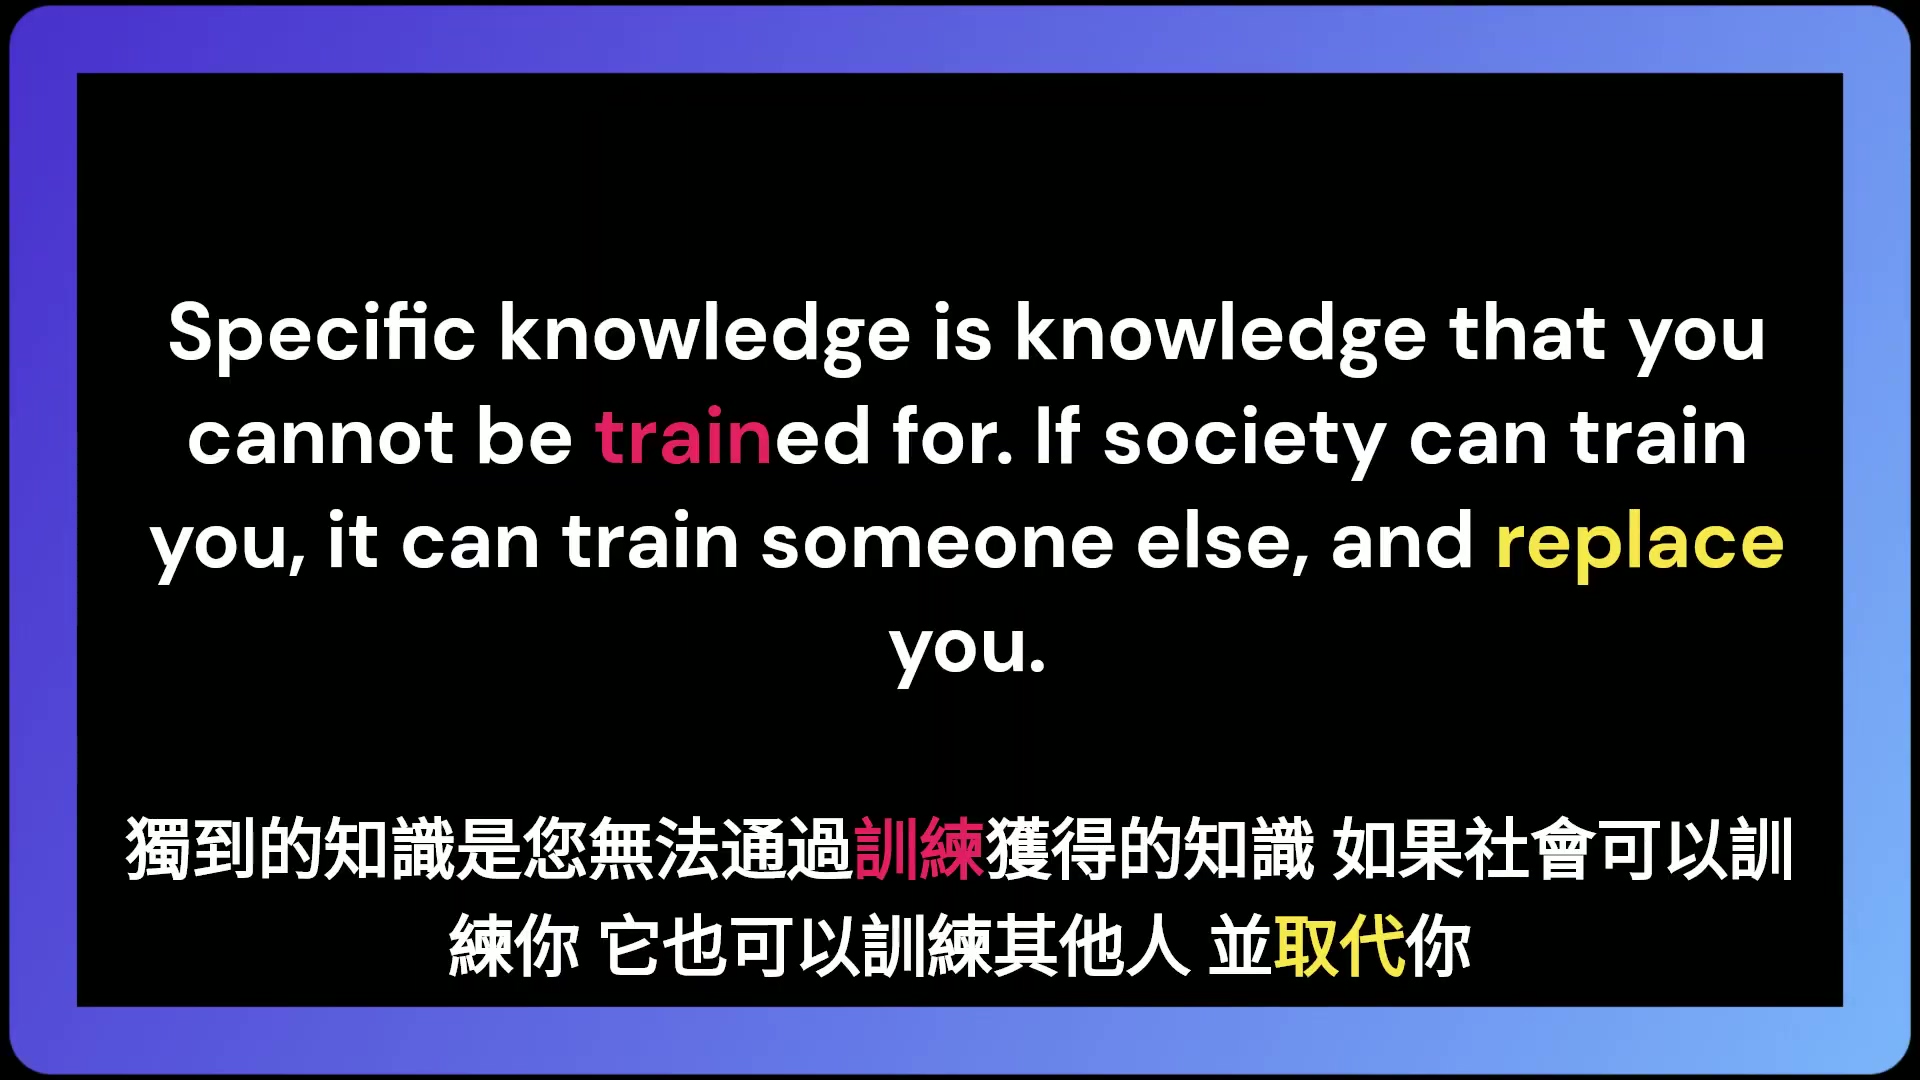 Specific knowledge is knowledge that you
cannot be trained for. If society can train
you, it can train someone else, and replace
you.
獨到的知識是您無法通過訓練獲得的知識 如果社會可以訓
練你 它也可以訓練其他人 並取代你